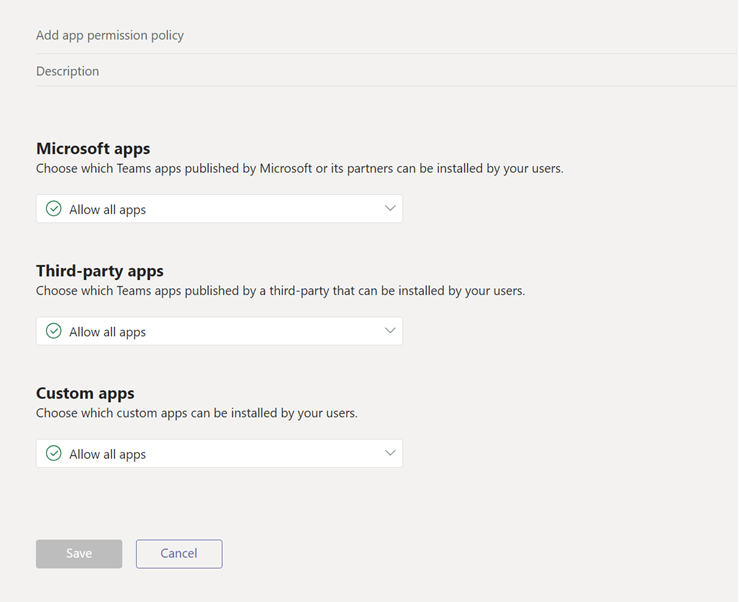 Add app permission policy
Description
Microsoft apps
Choose which Teams apps published by Microsoft or its partners can be installed by your users.
Allow all apps
Third-party apps
Choose which Teams apps published by a third-party that can be installed by your users.
Allow all apps
Custom apps
Choose which custom apps can be installed by your users.
Allow all apps
Save
Cancel